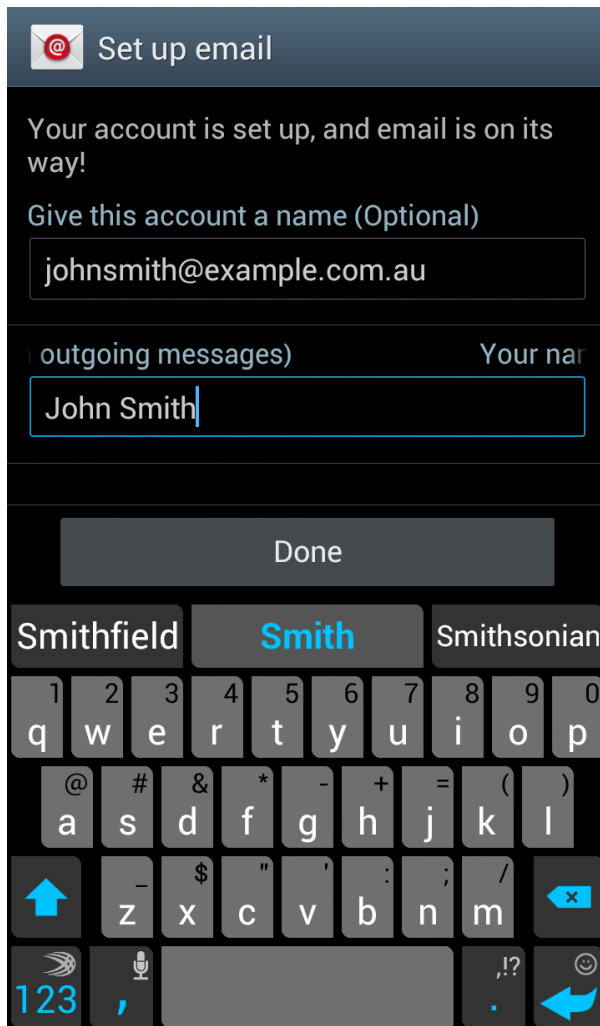 Set up email
Your account is set up, and email is on its
way!
Give this account a name (Optional)
johnsmith@example.com.au
outgoing messages) Your
John Smith
Done
Smithfield Smith Smithsonian
1 2 3 4 5 6 7 8 9 0
q w e r t y u i o p
@ # & * - + = ( )
a s d f g h j k l
_ $ " ' : ; /
z x c v b n m
,!?
123 , .